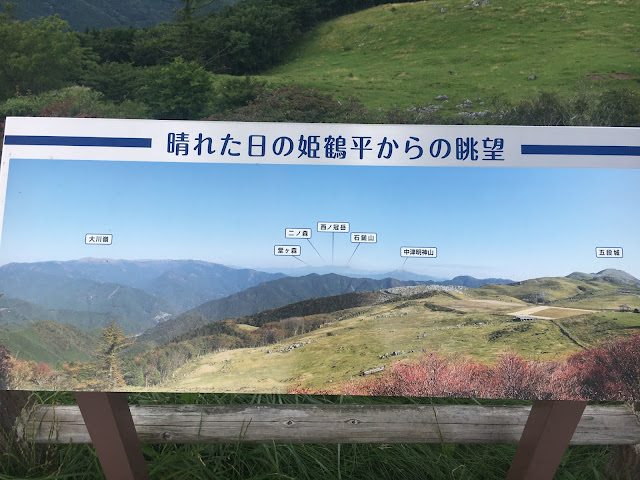 晴れた日の姫鶴平からの眺望
大川嶺
堂ヶ森
二ノ森
西ノ冠岳
石鎚山
中津明神山
五段城